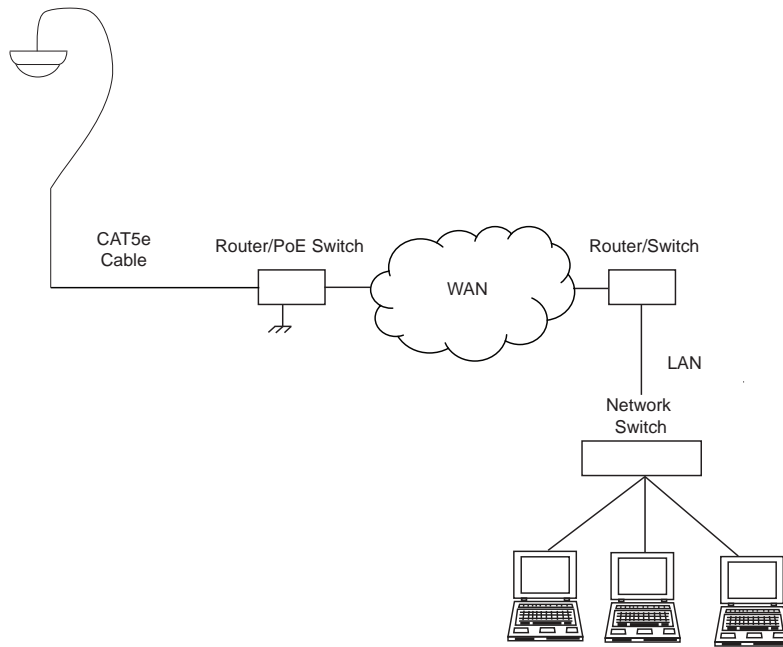 CAT5e
Cable
Router/PoE Switch
WAN
Router/Switch
LAN
Network
Switch